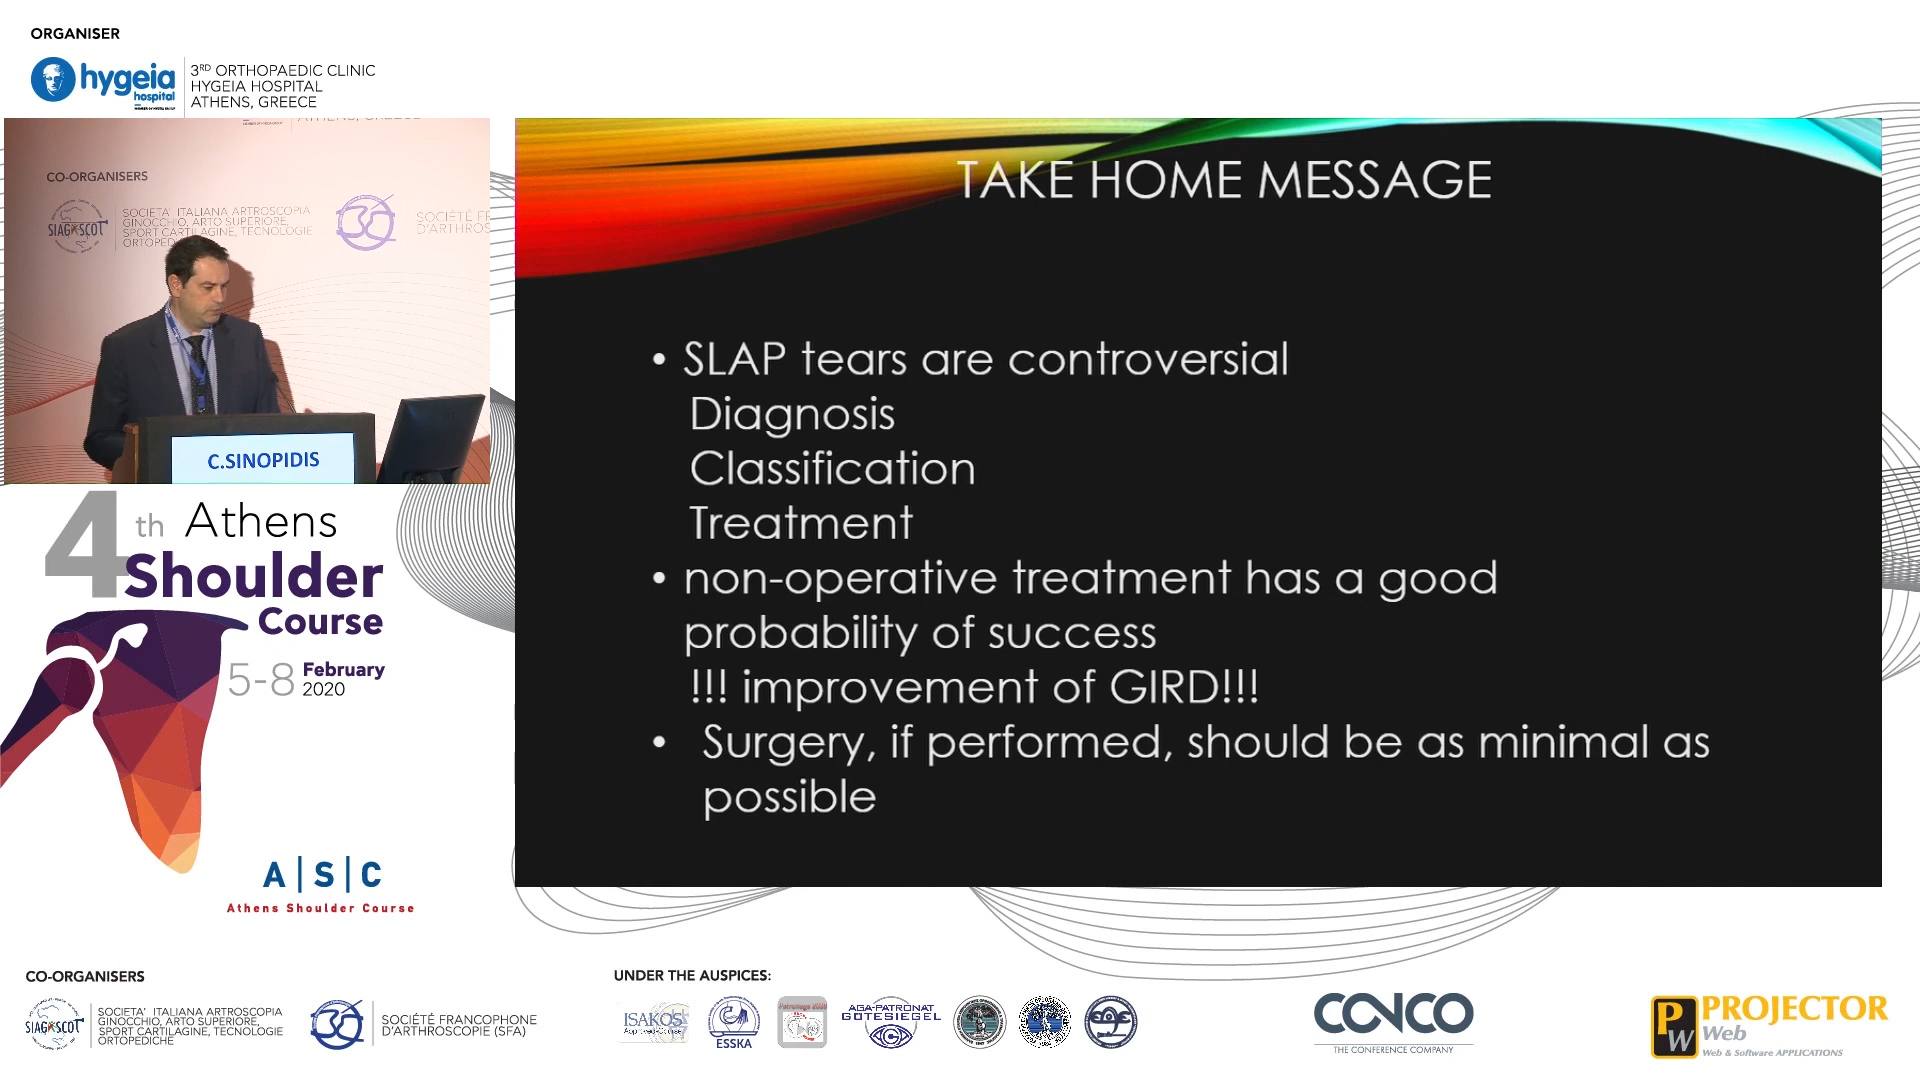 ORGANISER
hygeia
hospital
3RD ORTHOPAEDIC CLINIC
HYGEIA HOSPITAL
ATHENS, GREECE
CO-ORGANISERS
SIAGASCOT
SOCIETA' ITALIANA ARTROSCOPIA
GINOCCHIO, ARTO SUPERIORE,
SPORT CARTILAGINE, TECNOLOGIE
ORTOPED
SOCIÉTÉ FR
D'ARTHROS
C.SINOPIDIS
TAKE HOME MESSAGE
• SLAP tears are controversial
Diagnosis
Classification
Treatment
• non-operative treatment has a good
probability of success
!!! improvement of GIRD!!!
• Surgery, if performed, should be as minimal as
possible
4th Athens
Shoulder
Course
5-8 February
2020
A|S|C
Athens Shoulder Course
CO-ORGANISERS
SIAGASCOT
SOCIETA' ITALIANA ARTROSCOPIA
GINOCCHIO, ARTO SUPERIORE,
SPORT CARTILAGINE, TECNOLOGIE
ORTOPEDICHE
SOCIÉTÉ FRANCOPHONE
D'ARTHROSCOPIE (SFA)
UNDER THE AUSPICES:
ISAKOS
ESSKA
AGA-PATRONAT
GÜTESIEGEL
CONCO
THE CONFERENCE COMPANY
PW
PROJECTOR
Web
Web & Software APPLICATIONS